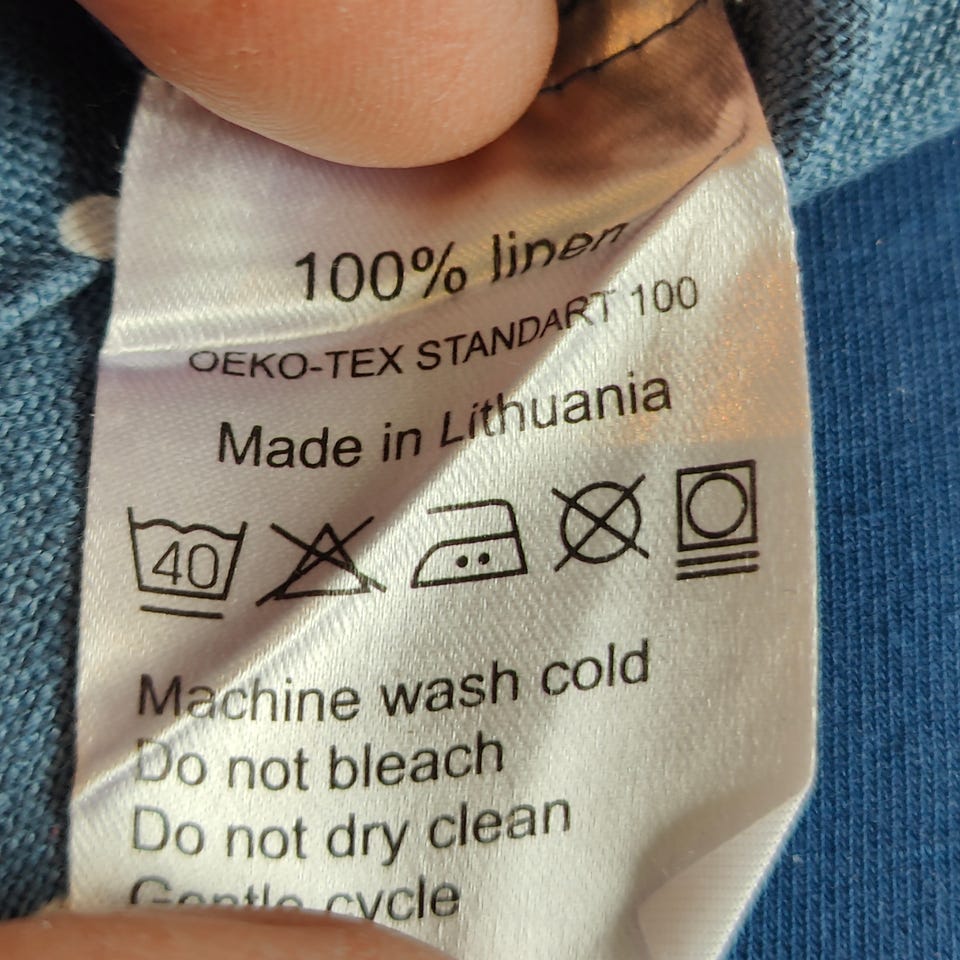 100% linen
OEKO-TEX STANDART 100
Made in Lithuania
40
Machine wash cold
Do not bleach
Do not dry clean
Gentle cycle